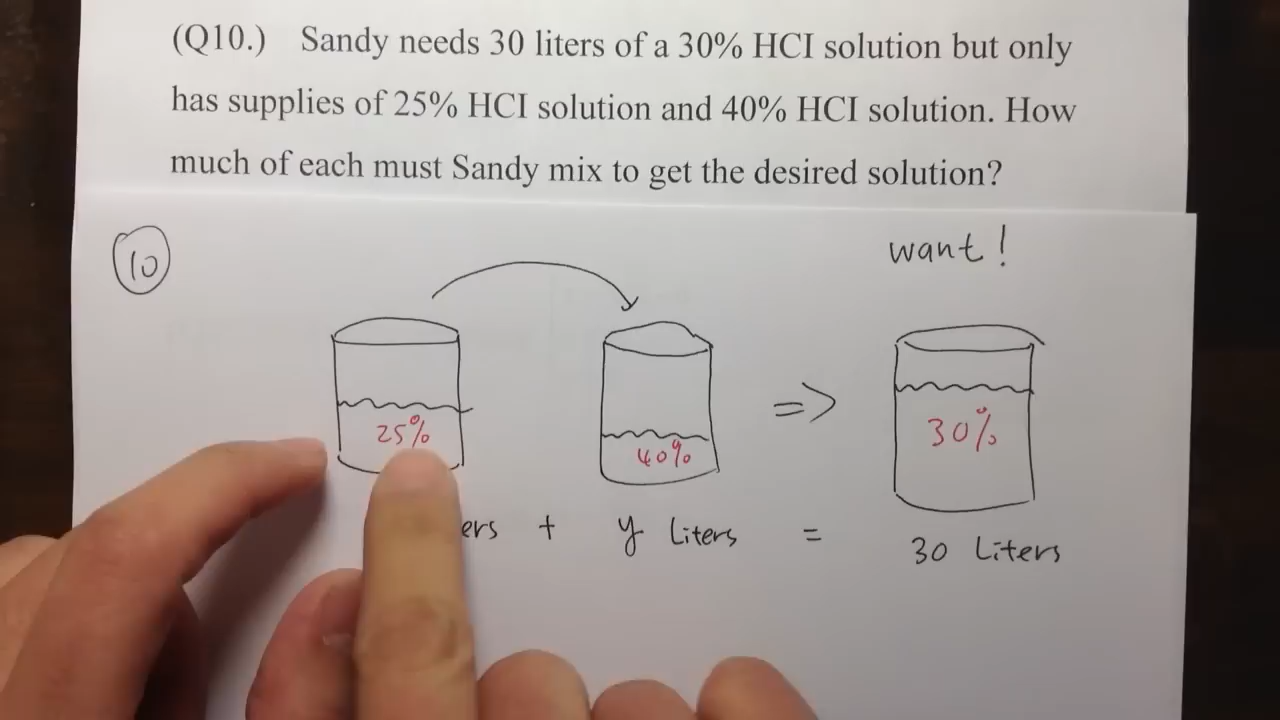 (Q10.) Sandy needs 30 liters of a 30% HCI solution but only
has supplies of 25% HCI solution and 40% HCI solution. How
much of each must Sandy mix to get the desired solution?
10
want!
25% 40% => 30%
ers + y Liters = 30 Liters